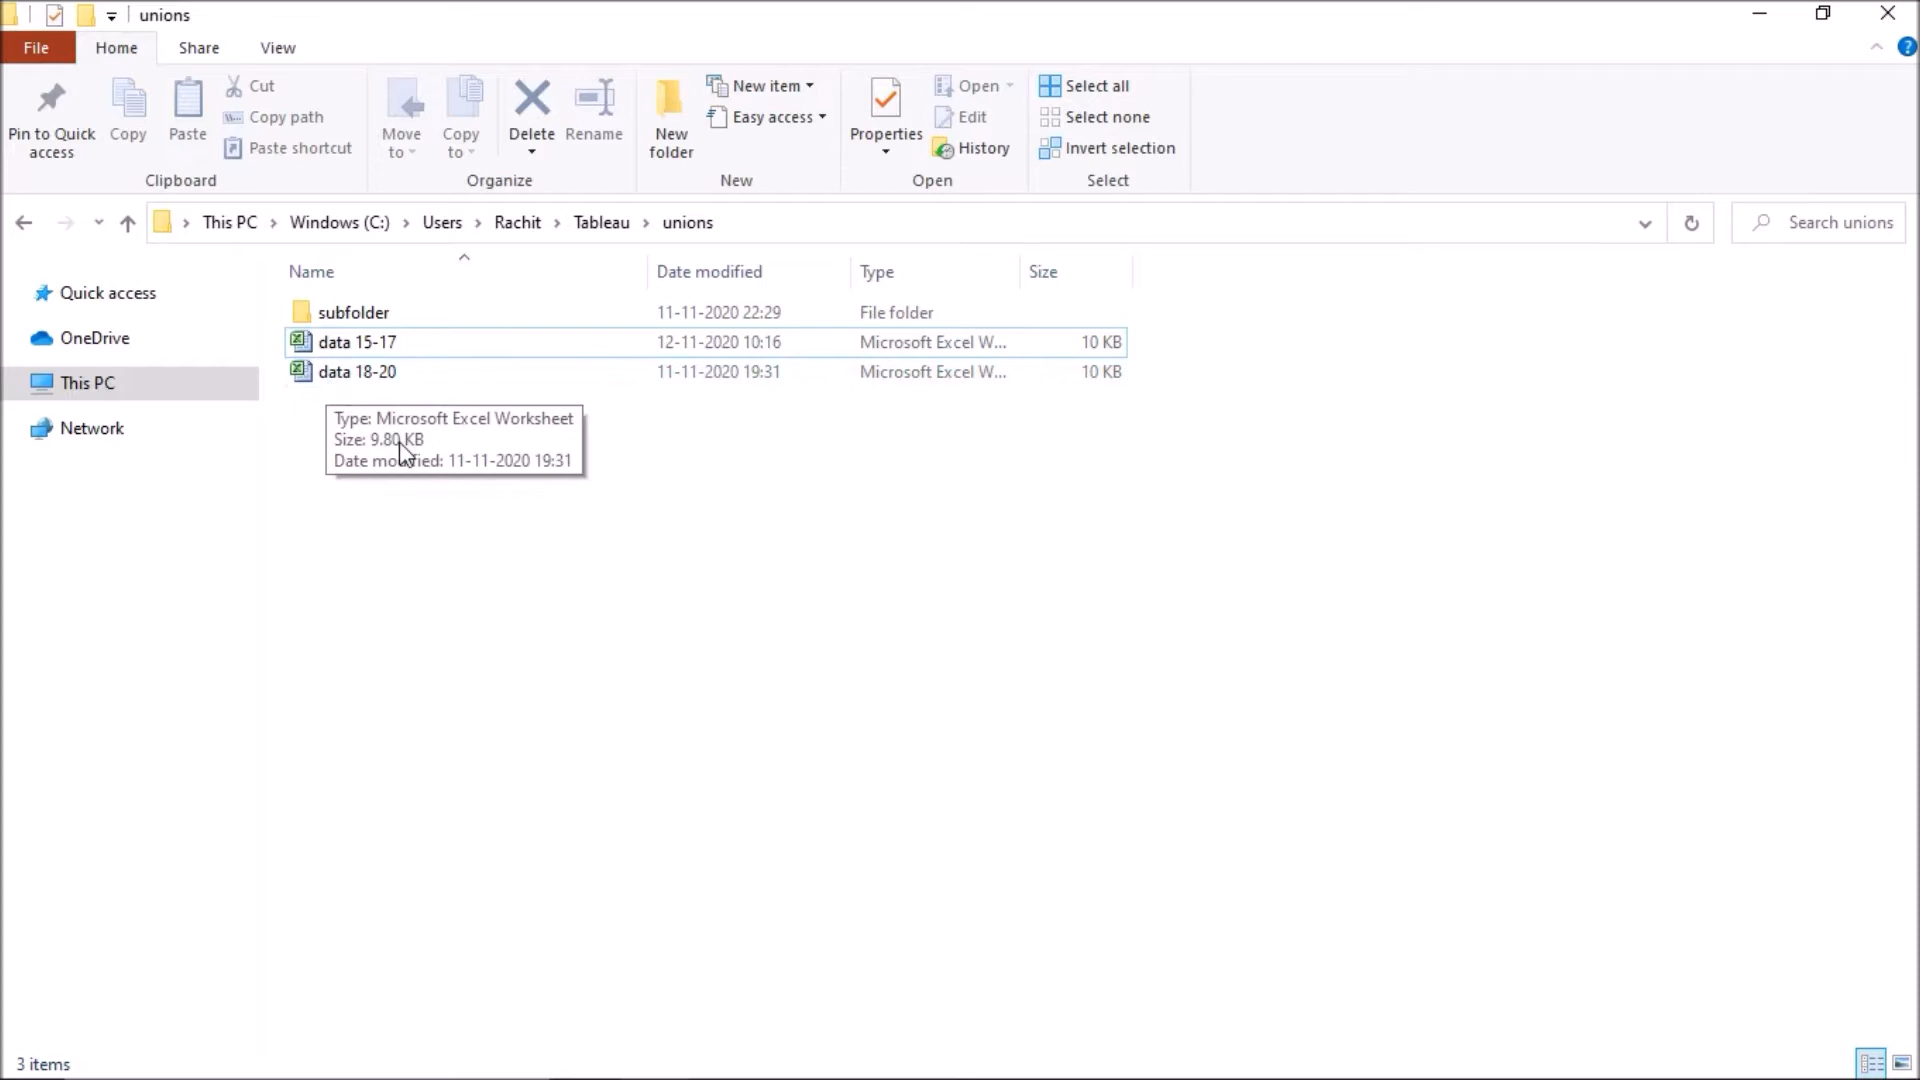 unions
File Home Share View
Pin to Quick access
Copy
Paste
Cut
Copy path
Paste shortcut
Clipboard
Move to
Copy to
Delete
Rename
Organize
New folder
New item
Easy access
New
Properties
Open
Edit
History
Open
Select all
Select none
Invert selection
Select
This PC Windows (C:) Users Rachit Tableau unions
Search unions
Quick access
OneDrive
This PC
Network
Name Date modified Type Size
subfolder 11-11-2020 22:29 File folder
data 15-17 12-11-2020 10:16 Microsoft Excel W... 10 KB
data 18-20 11-11-2020 19:31 Microsoft Excel W... 10 KB
Type: Microsoft Excel Worksheet
Size: 9.80 KB
Date modified: 11-11-2020 19:31
3 items